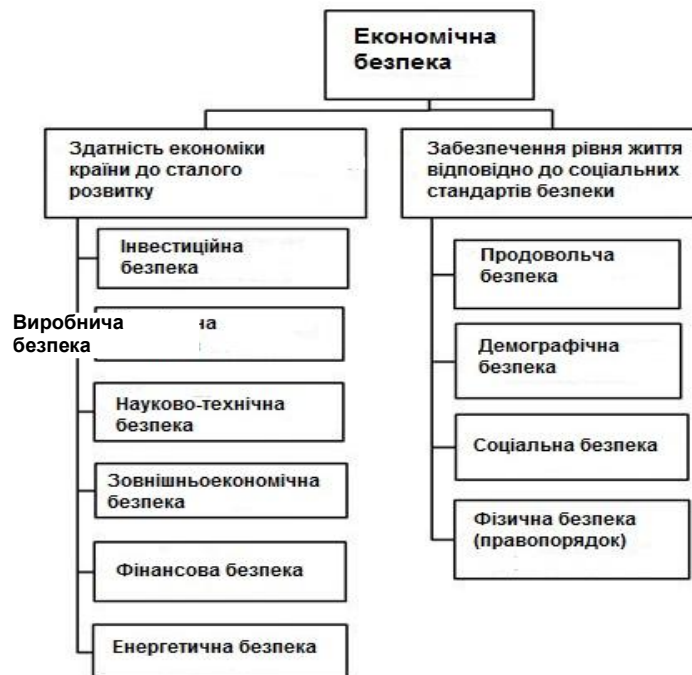 Економічна
безпека
Здатність економіки
країни до сталого
розвитку
Інвестиційна
безпека
Виробнича
безпека
Науково-технічна
безпека
Зовнішньоекономічна
безпека
Фінансова безпека
Енергетична безпека
Забезпечення рівня життя
відповідно до соціальних
стандартів безпеки
Продовольча
безпека
Демографічна
безпека
Соціальна безпека
Фізична безпека
(правопорядок)